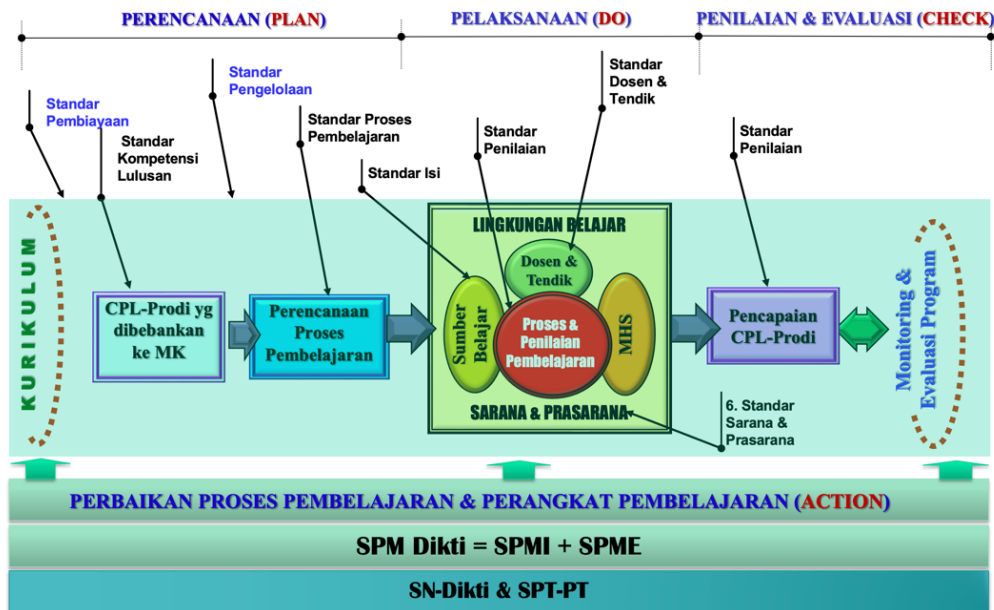 PERENCANAAN (PLAN)
PELAKSANAAN (DO)
PENILAIAN & EVALUASI (CHECK)
Standar
Pembiayaan
Standar
Kompetensi
Lulusan
Standar
Pengelolaan
Standar Proses
Pembelajaran
Standar Isi
Standar
Penilaian
Standar
Dosen &
Tendik
Standar
Penilaian
KURIKULUM
CPL-Prodi yg
dibebankan
ke MK
Perencanaan
Proses
Pembelajaran
LINGKUNGAN BELAJAR
Dosen &
Tendik
Sumber
Belajar
Proses &
Penilaian
Pembelajaran
MHS
SARANA & PRASARANA
Pencapaian
CPL-Prodi
Monitoring &
Evaluasi Program
6. Standar
Sarana &
Prasarana
PERBAIKAN PROSES PEMBELAJARAN & PERANGKAT PEMBELAJARAN (ACTION)
SPM Dikti = SPMI + SPME
SN-Dikti & SPT-PT